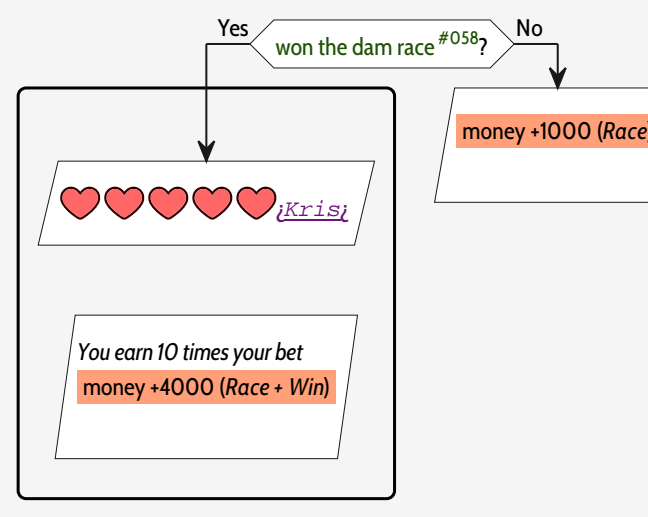 Yes
won the dam race #058?
No
money +1000 (Race)
¿Kris¿
You earn 10 times your bet
money +4000 (Race + Win)